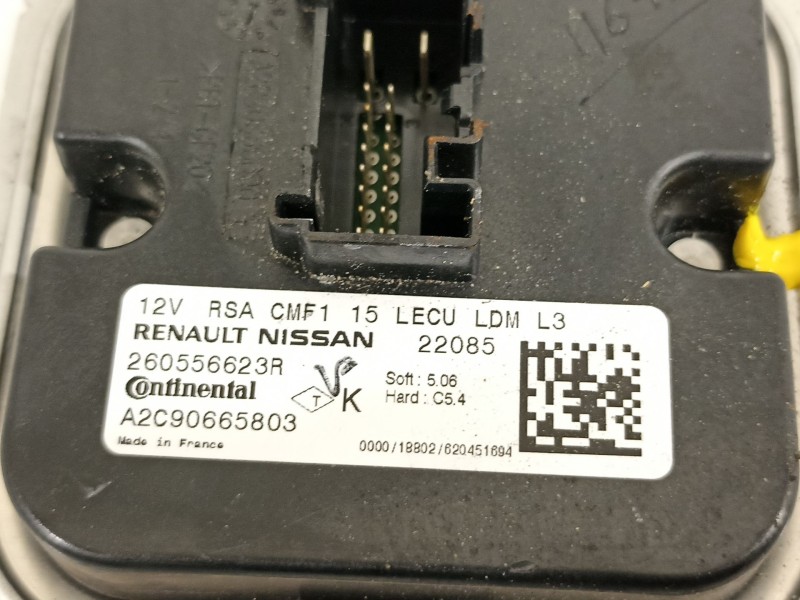 12V RSA CMF1 15 LECU LDM L3
RENAULT NISSAN 22085
260556623R
Continental
T K
Soft : 5.06
Hard : C5.4
A2C90665803
Made in France
0000/18802/620451694